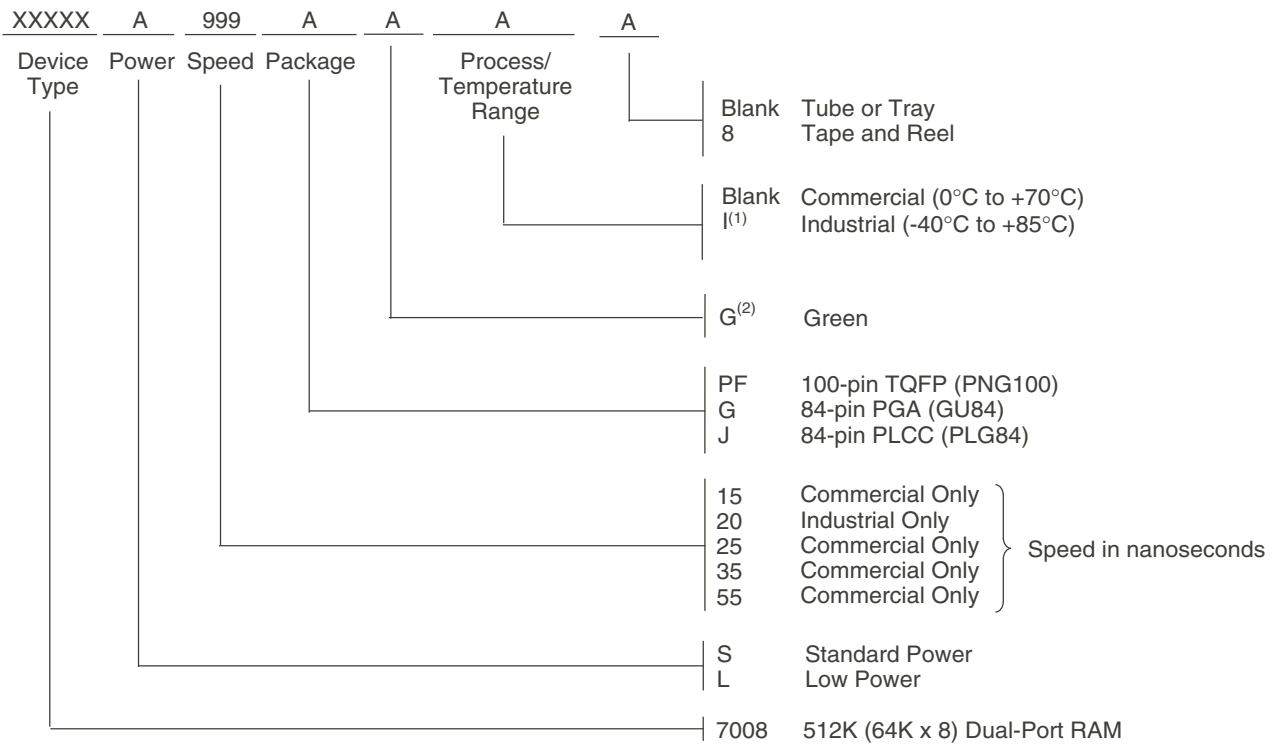 XXXXX A 999 A A A A
Device Type Power Speed Package Process/ Temperature Range
Blank Tube or Tray
8 Tape and Reel
Blank Commercial (0°C to +70°C)
I(1) Industrial (-40°C to +85°C)
G(2) Green
PF 100-pin TQFP (PNG100)
G 84-pin PGA (GU84)
J 84-pin PLCC (PLG84)
15 Commercial Only
20 Industrial Only
25 Commercial Only
35 Commercial Only
55 Commercial Only
Speed in nanoseconds
S Standard Power
L Low Power
7008 512K (64K x 8) Dual-Port RAM